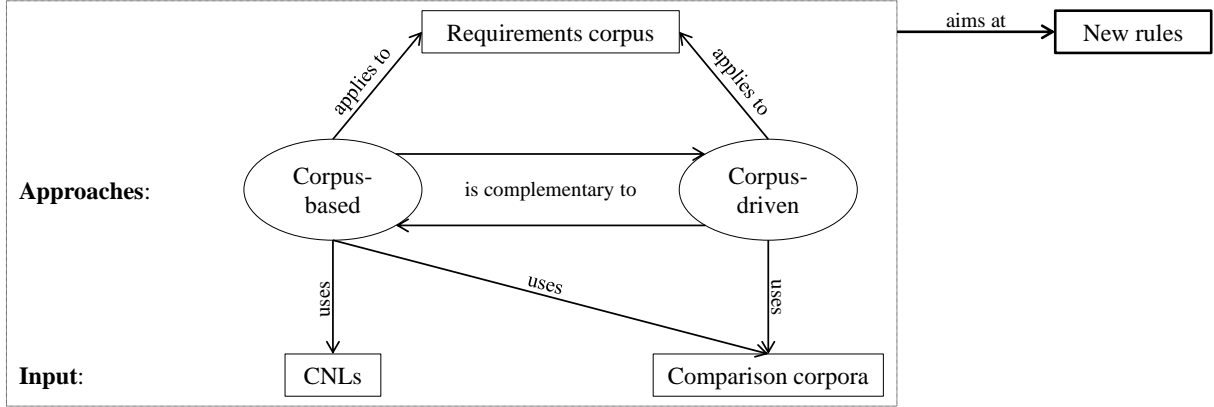 Requirements corpus
aims at
New rules
applies to
applies to
Approaches:
Corpus-
based
is complementary to
Corpus-
driven
uses
uses
uses
Input:
CNLs
Comparison corpora